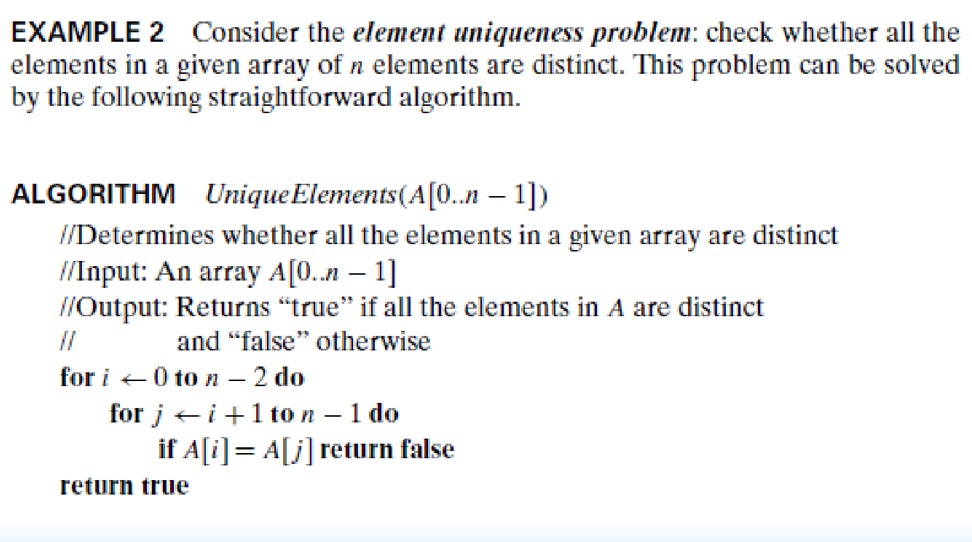 EXAMPLE 2 Consider the element uniqueness problem: check whether all the
elements in a given array of n elements are distinct. This problem can be solved
by the following straightforward algorithm.
ALGORITHM UniqueElements(A[0..n − 1])
//Determines whether all the elements in a given array are distinct
//Input: An array A[0..n − 1]
//Output: Returns “true” if all the elements in A are distinct
// and “false” otherwise
for i ← 0 to n − 2 do
for j ← i + 1 to n − 1 do
if A[i] = A[j] return false
return true